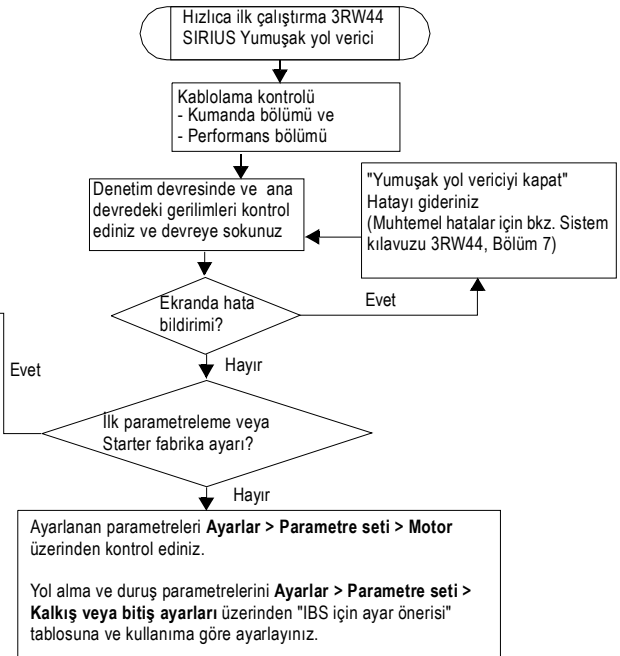 Hızlıca ilk çalıştırma 3RW44
SIRIUS Yumuşak yol verici
Kablolama kontrolü
- Kumanda bölümü ve
- Performans bölümü
Denetim devresinde ve ana
devredeki gerilimleri kontrol
ediniz ve devreye sokunuz
"Yumuşak yol vericiyi kapat"
Hatayı gideriniz
(Muhtemel hatalar için bkz. Sistem
kılavuzu 3RW44, Bölüm 7)
Ekranda hata
bildirimi?
Evet
Hayır
Evet
İlk parametreleme veya
Starter fabrika ayarı?
Hayır
Ayarlanan parametreleri Ayarlar > Parametre seti > Motor
üzerinden kontrol ediniz.
Yol alma ve duruş parametrelerini Ayarlar > Parametre seti >
Kalkış veya bitiş ayarları üzerinden "IBS için ayar önerisi"
tablosuna ve kullanıma göre ayarlayınız.